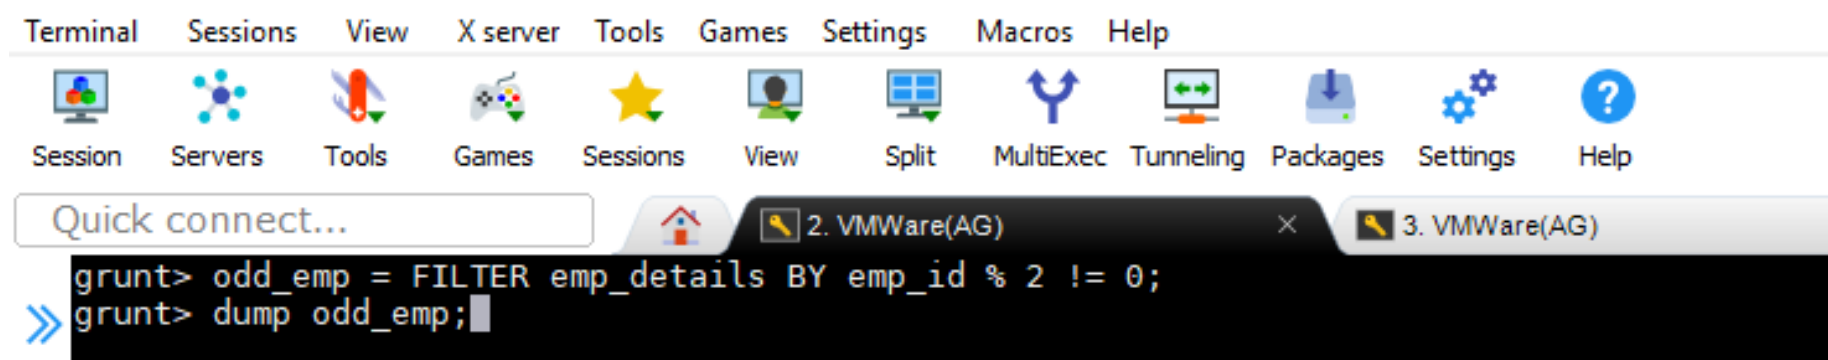 Terminal Sessions View X server Tools Games Settings Macros Help
Session Servers Tools Games Sessions View Split MultiExec Tunneling Packages Settings Help
Quick connect... 2. VMWare(AG) 3. VMWare(AG)
grunt> odd_emp = FILTER emp_details BY emp_id % 2 != 0;
grunt> dump odd_emp;